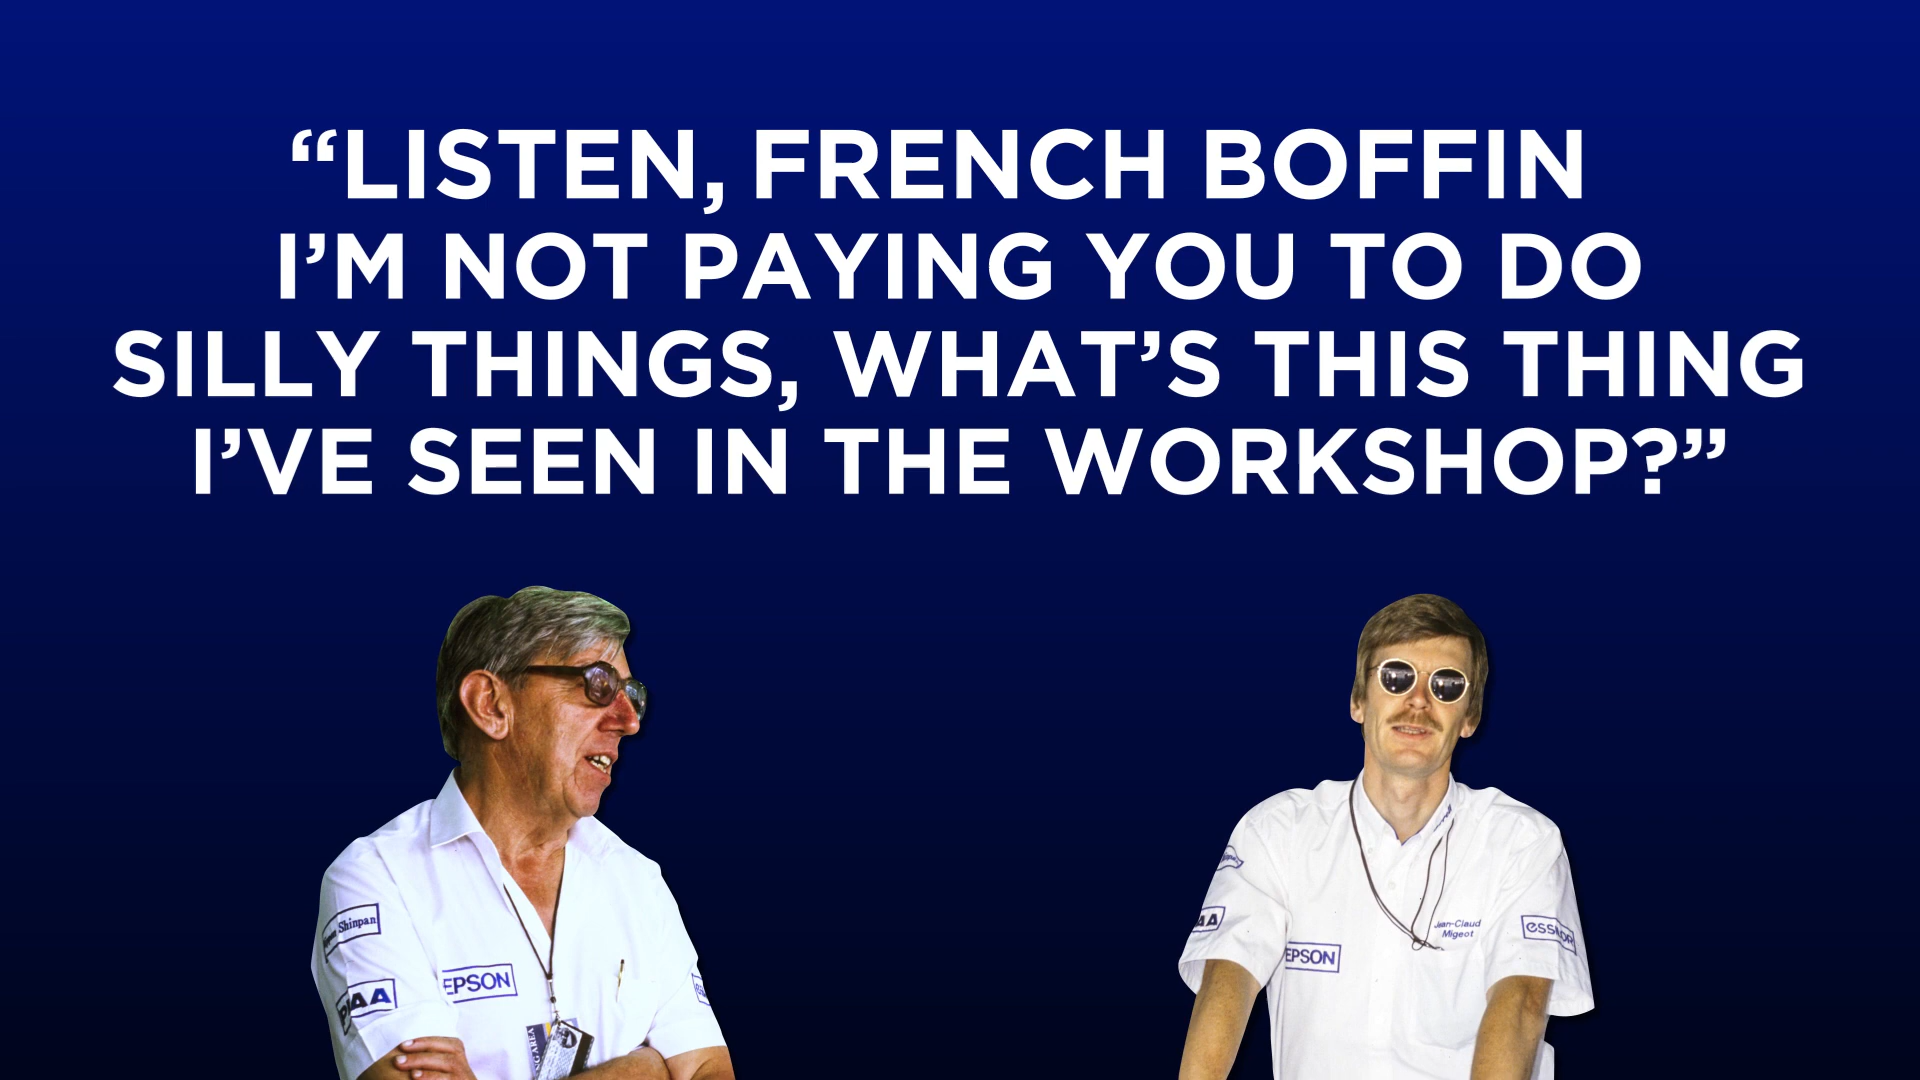 “LISTEN, FRENCH BOFFIN
I’M NOT PAYING YOU TO DO
SILLY THINGS, WHAT’S THIS THING
I’VE SEEN IN THE WORKSHOP?”
Shinpan
PIAA
EPSON
AA
EPSON
Jean-Claud
Migeot